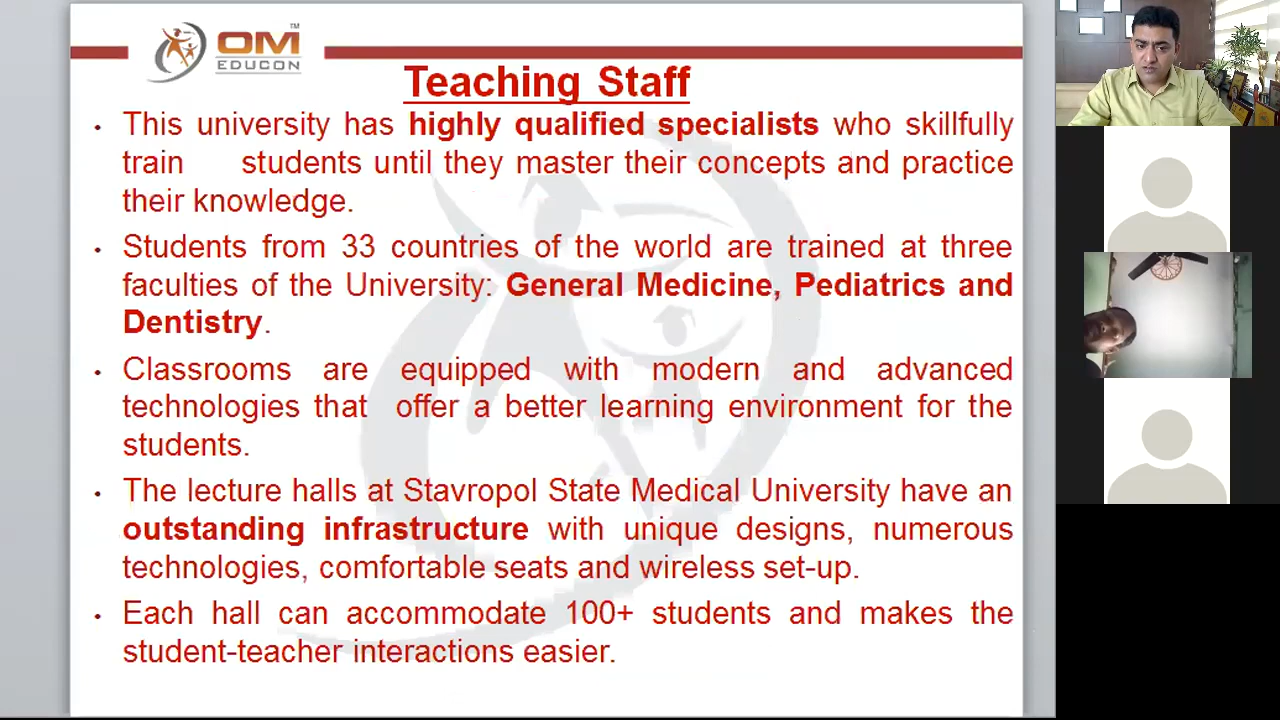 OM
EDUCON
TM
Teaching Staff
• This university has highly qualified specialists who skillfully
train students until they master their concepts and practice
their knowledge.
• Students from 33 countries of the world are trained at three
faculties of the University: General Medicine, Pediatrics and
Dentistry.
• Classrooms are equipped with modern and advanced
technologies that offer a better learning environment for the
students.
• The lecture halls at Stavropol State Medical University have an
outstanding infrastructure with unique designs, numerous
technologies, comfortable seats and wireless set-up.
• Each hall can accommodate 100+ students and makes the
student-teacher interactions easier.